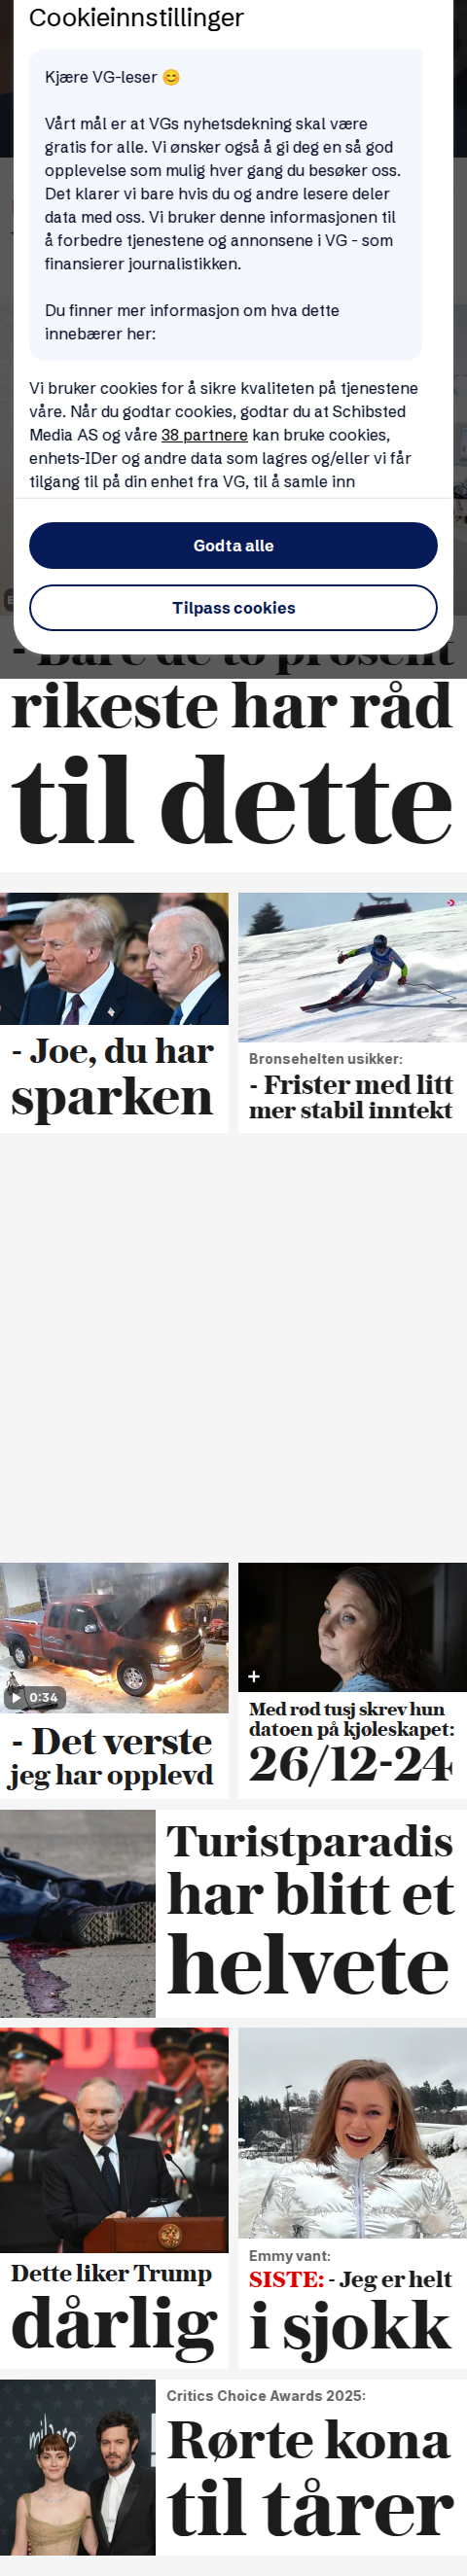 Cookieinnstillinger
Kjære VG-leser 😊
Vårt mål er at VGs nyhetsdekning skal være
gratis for alle. Vi ønsker også å gi deg en så god
opplevelse som mulig hver gang du besøker oss.
Det klarer vi bare hvis du og andre lesere deler
data med oss. Vi bruker denne informasjonen til
å forbedre tjenestene og annonsene i VG - som
finansierer journalistikken.
Du finner mer informasjon om hva dette
innebærer her:
Vi bruker cookies for å sikre kvaliteten på tjenestene
våre. Når du godtar cookies, godtar du at Schibsted
Media AS og våre 38 partnere kan bruke cookies,
enhets-IDer og andre data som lagres og/eller vi får
tilgang til på din enhet fra VG, til å samle inn
Godta alle
Tilpass cookies
- Bare de to prosent
rikeste har råd
til dette
- Joe, du har
sparken
Bronsehelten usikker:
- Frister med litt
mer stabil inntekt
0:34
- Det verste
jeg har opplevd
Med rød tusj skrev hun
datoen på kjøleskapet:
26/12-24
Turistparadis
har blitt et
helvete
Dette liker Trump
dårlig
Emmy vant:
SISTE: - Jeg er helt
i sjokk
Critics Choice Awards 2025:
Rørte kona
til tårer